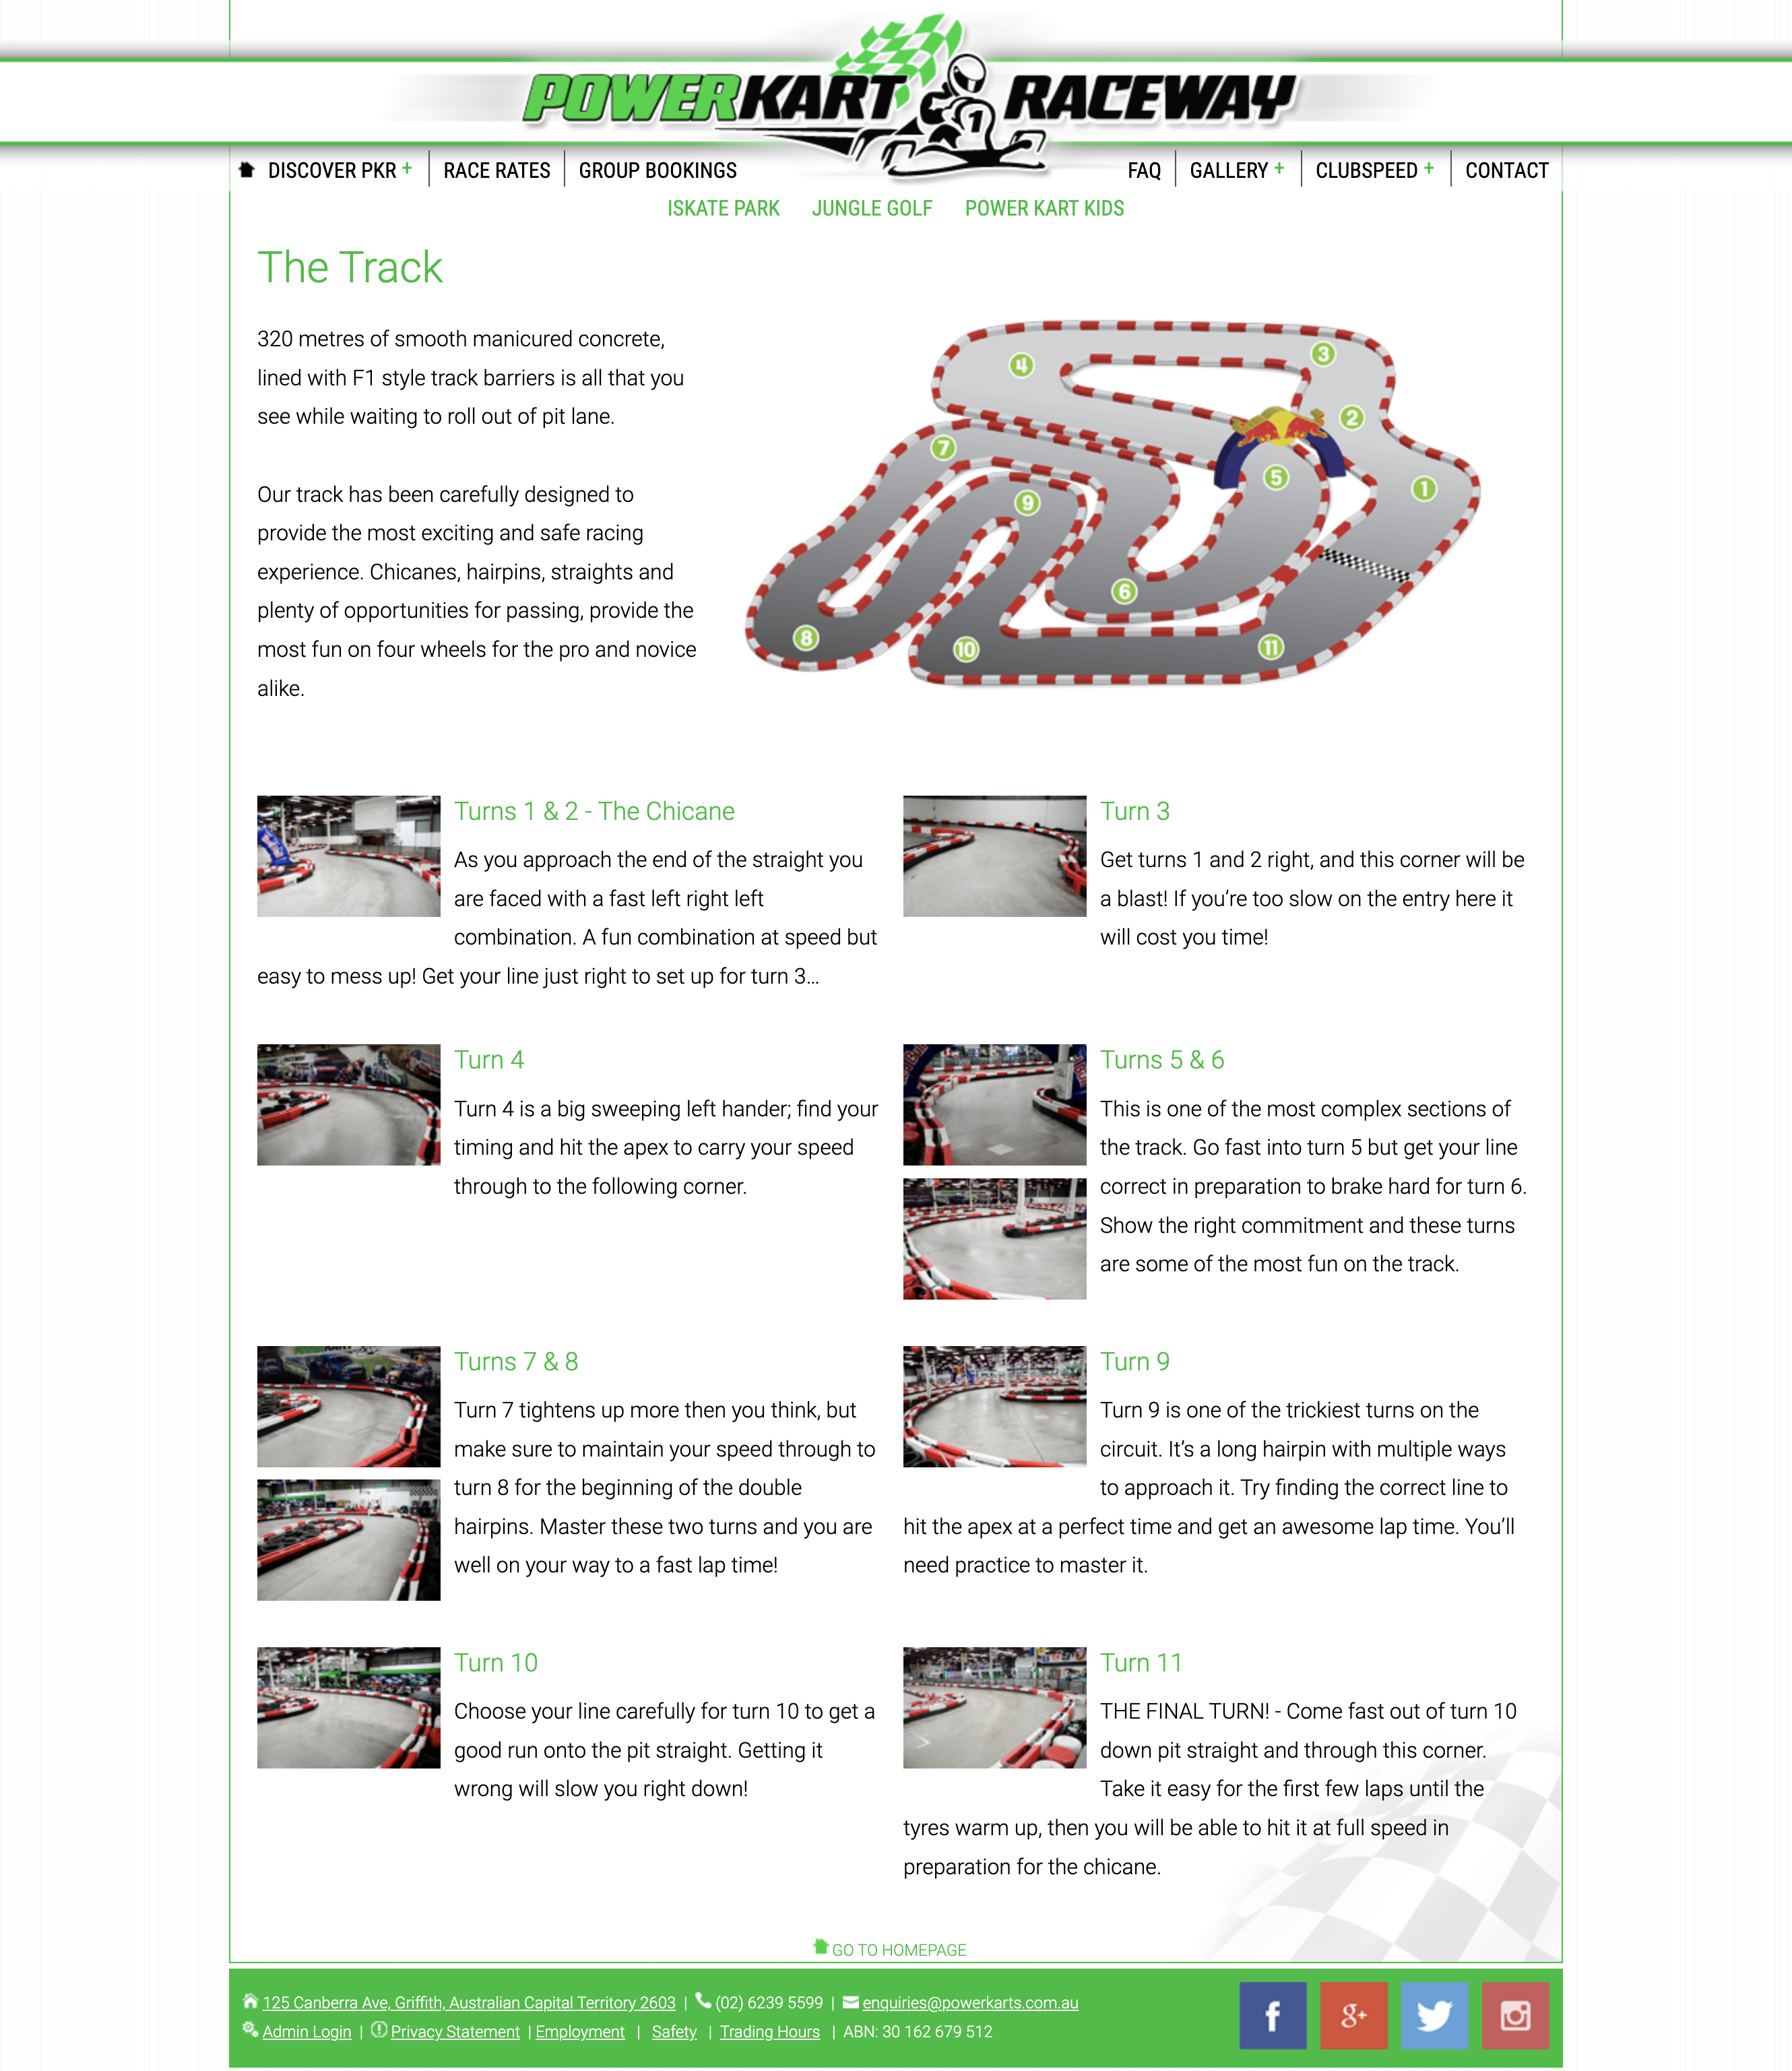 POWERKART RACEWAY
1
DISCOVER PKR +
RACE RATES
GROUP BOOKINGS
FAQ
GALLERY +
CLUBSPEED +
CONTACT
ISKATE PARK
JUNGLE GOLF
POWER KART KIDS
The Track
320 metres of smooth manicured concrete,
lined with F1 style track barriers is all that you
see while waiting to roll out of pit lane.
Our track has been carefully designed to
provide the most exciting and safe racing
experience. Chicanes, hairpins, straights and
plenty of opportunities for passing, provide the
most fun on four wheels for the pro and novice
alike.
3
4
2
7
5
1
9
6
8
10
11
Turns 1 & 2 - The Chicane
As you approach the end of the straight you
are faced with a fast left right left
combination. A fun combination at speed but
easy to mess up! Get your line just right to set up for turn 3...
Turn 3
Get turns 1 and 2 right, and this corner will be
a blast! If you’re too slow on the entry here it
will cost you time!
Turn 4
Turn 4 is a big sweeping left hander; find your
timing and hit the apex to carry your speed
through to the following corner.
Turns 5 & 6
This is one of the most complex sections of
the track. Go fast into turn 5 but get your line
correct in preparation to brake hard for turn 6.
Show the right commitment and these turns
are some of the most fun on the track.
Turns 7 & 8
Turn 7 tightens up more then you think, but
make sure to maintain your speed through to
turn 8 for the beginning of the double
hairpins. Master these two turns and you are
well on your way to a fast lap time!
Turn 9
Turn 9 is one of the trickiest turns on the
circuit. It’s a long hairpin with multiple ways
to approach it. Try finding the correct line to
hit the apex at a perfect time and get an awesome lap time. You’ll
need practice to master it.
Turn 10
Choose your line carefully for turn 10 to get a
good run onto the pit straight. Getting it
wrong will slow you right down!
Turn 11
THE FINAL TURN! - Come fast out of turn 10
down pit straight and through this corner.
Take it easy for the first few laps until the
tyres warm up, then you will be able to hit it at full speed in
preparation for the chicane.
GO TO HOMEPAGE
125 Canberra Ave, Griffith, Australian Capital Territory 2603 | (02) 6239 5599 | enquiries@powerkarts.com.au
Admin Login | Privacy Statement | Employment | Safety | Trading Hours | ABN: 30 162 679 512
f
g+